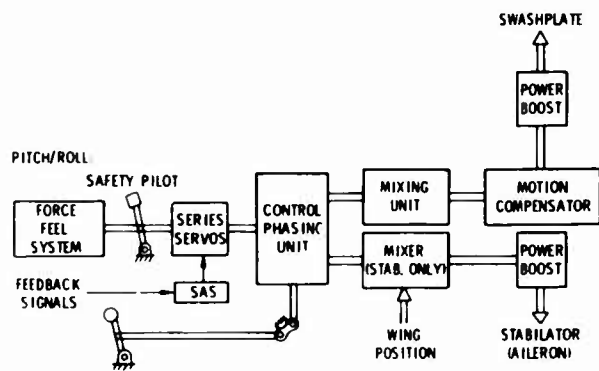 SWASHPLATE
POWER
BOOST
PITCH/ROLL
SAFETY PILOT
FORCE
FEEL
SYSTEM
SERIES
SERVOS
CONTROL
PHASING
UNIT
MIXING
UNIT
MOTION
COMPENSATOR
MIXER
(STAB. ONLY)
POWER
BOOST
FEEDBACK
SIGNALS
SAS
WING
POSITION
STABILATOR
(AILERON)